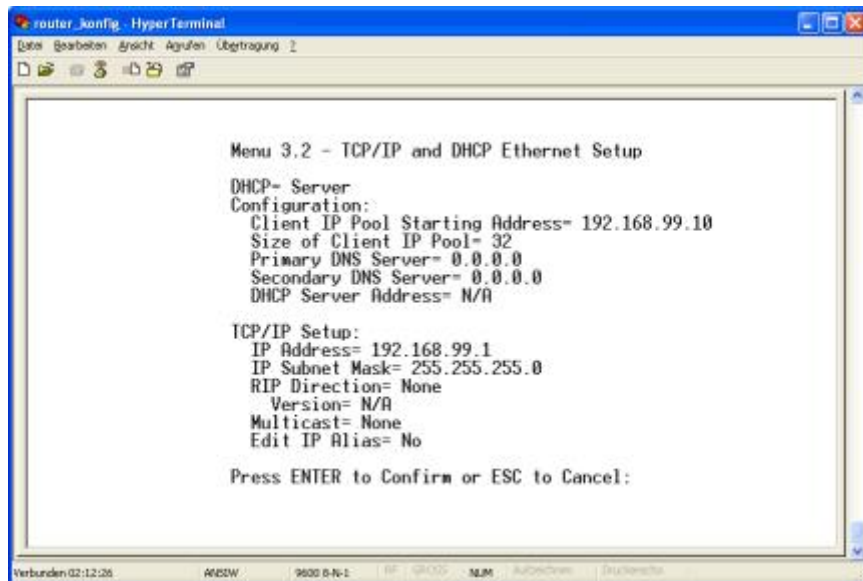 router_konfig - HyperTerminal
Datei Bearbeiten Ansicht Anrufen Übertragung ?
Menu 3.2 - TCP/IP and DHCP Ethernet Setup
DHCP= Server
Configuration:
Client IP Pool Starting Address= 192.168.99.10
Size of Client IP Pool= 32
Primary DNS Server= 0.0.0.0
Secondary DNS Server= 0.0.0.0
DHCP Server Address= N/A
TCP/IP Setup:
IP Address= 192.168.99.1
IP Subnet Mask= 255.255.255.0
RIP Direction= None
Version= N/A
Multicast= None
Edit IP Alias= No
Press ENTER to Confirm or ESC to Cancel:
Verbunden 02:12:26 ANSIW 9600 8-N-1 RF GROSS NUM Aufzeichnen Druckerecho